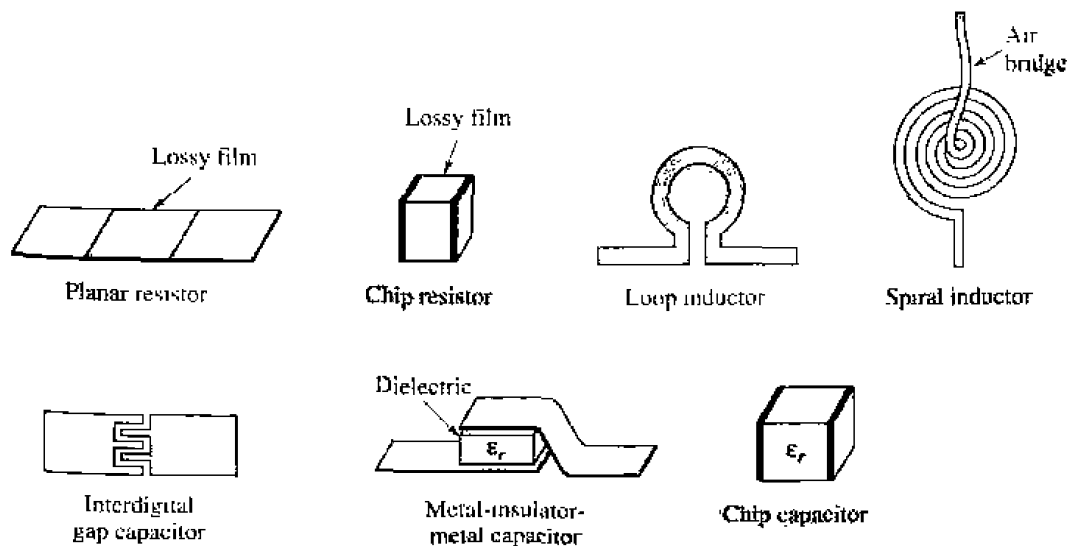 Air
bridge
Lossy film
Lossy film
Planar resistor
Chip resistor
Loop inductor
Spiral inductor
Dielectric
εr
εr
Interdigital
gap capacitor
Metal-insulator-
metal capacitor
Chip capacitor